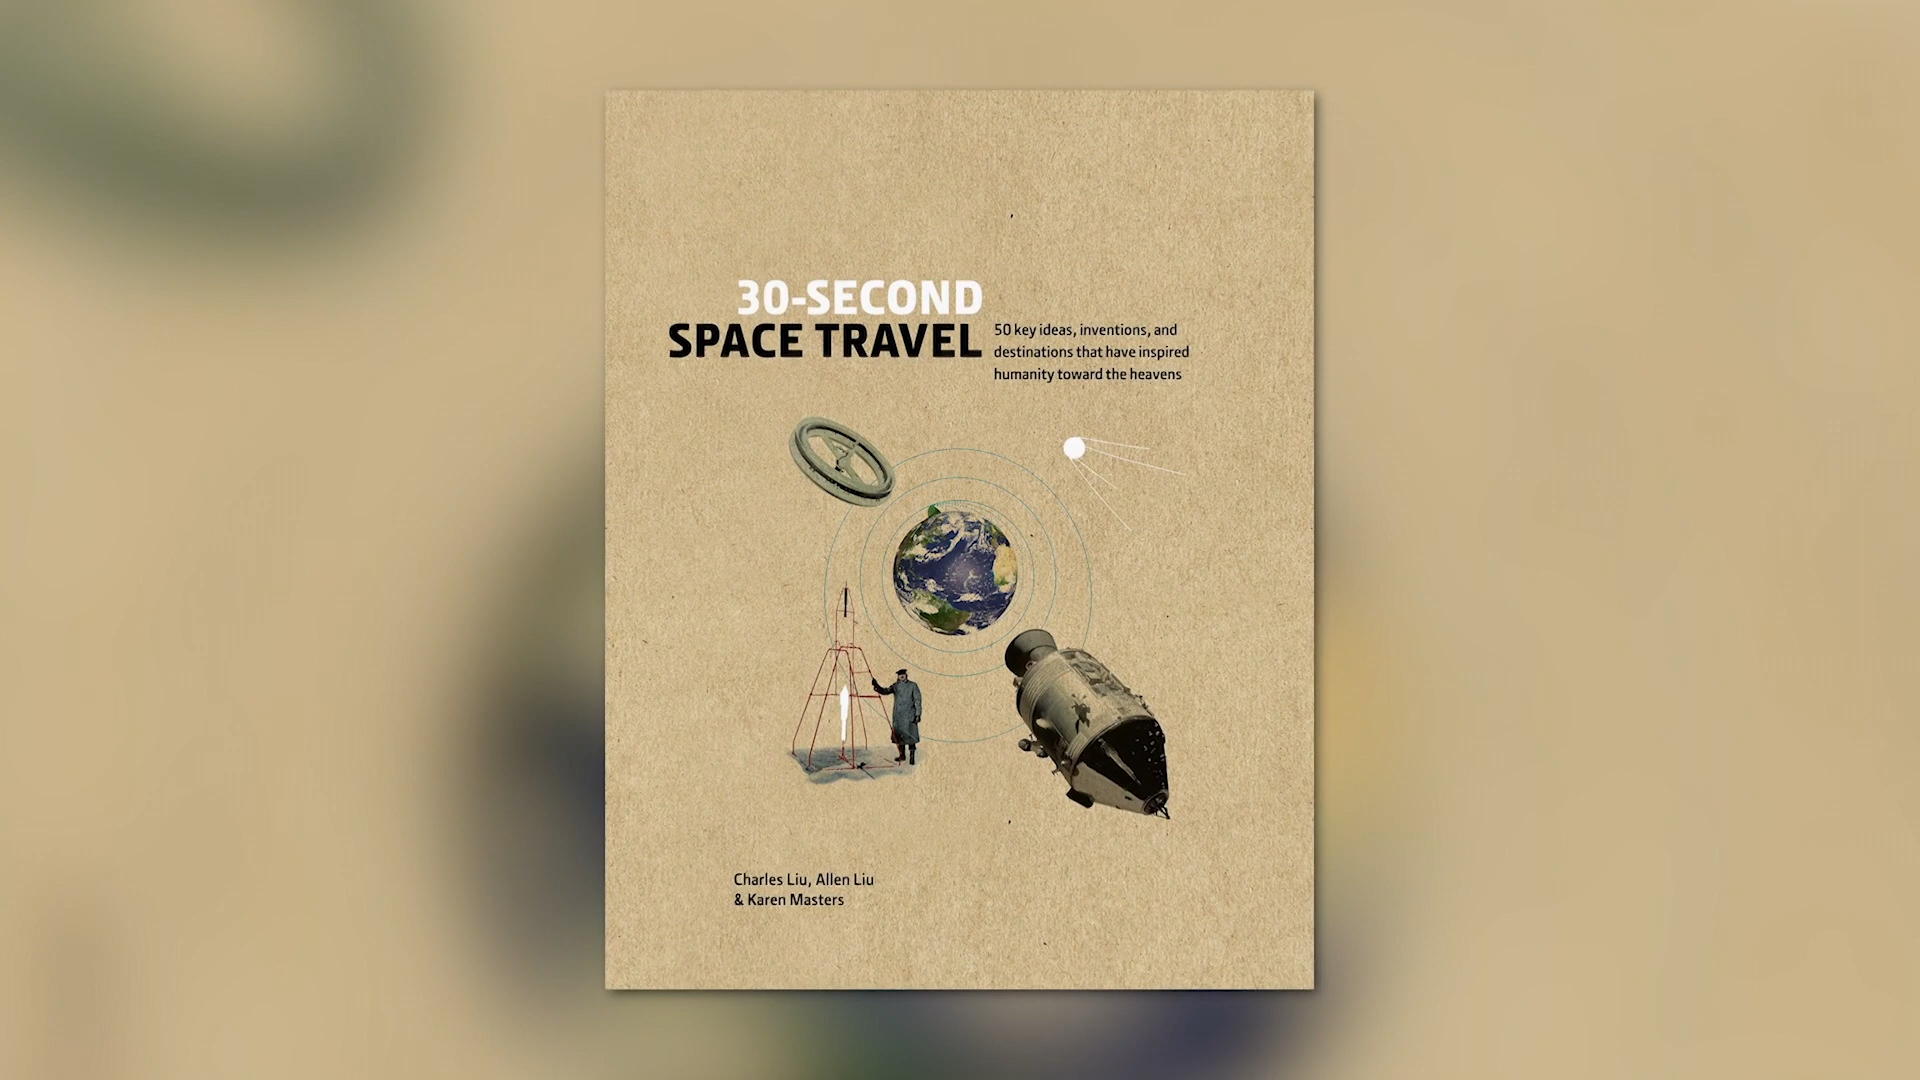 30-SECOND
SPACE TRAVEL
50 key ideas, inventions, and
destinations that have inspired
humanity toward the heavens
Charles Liu, Allen Liu
& Karen Masters